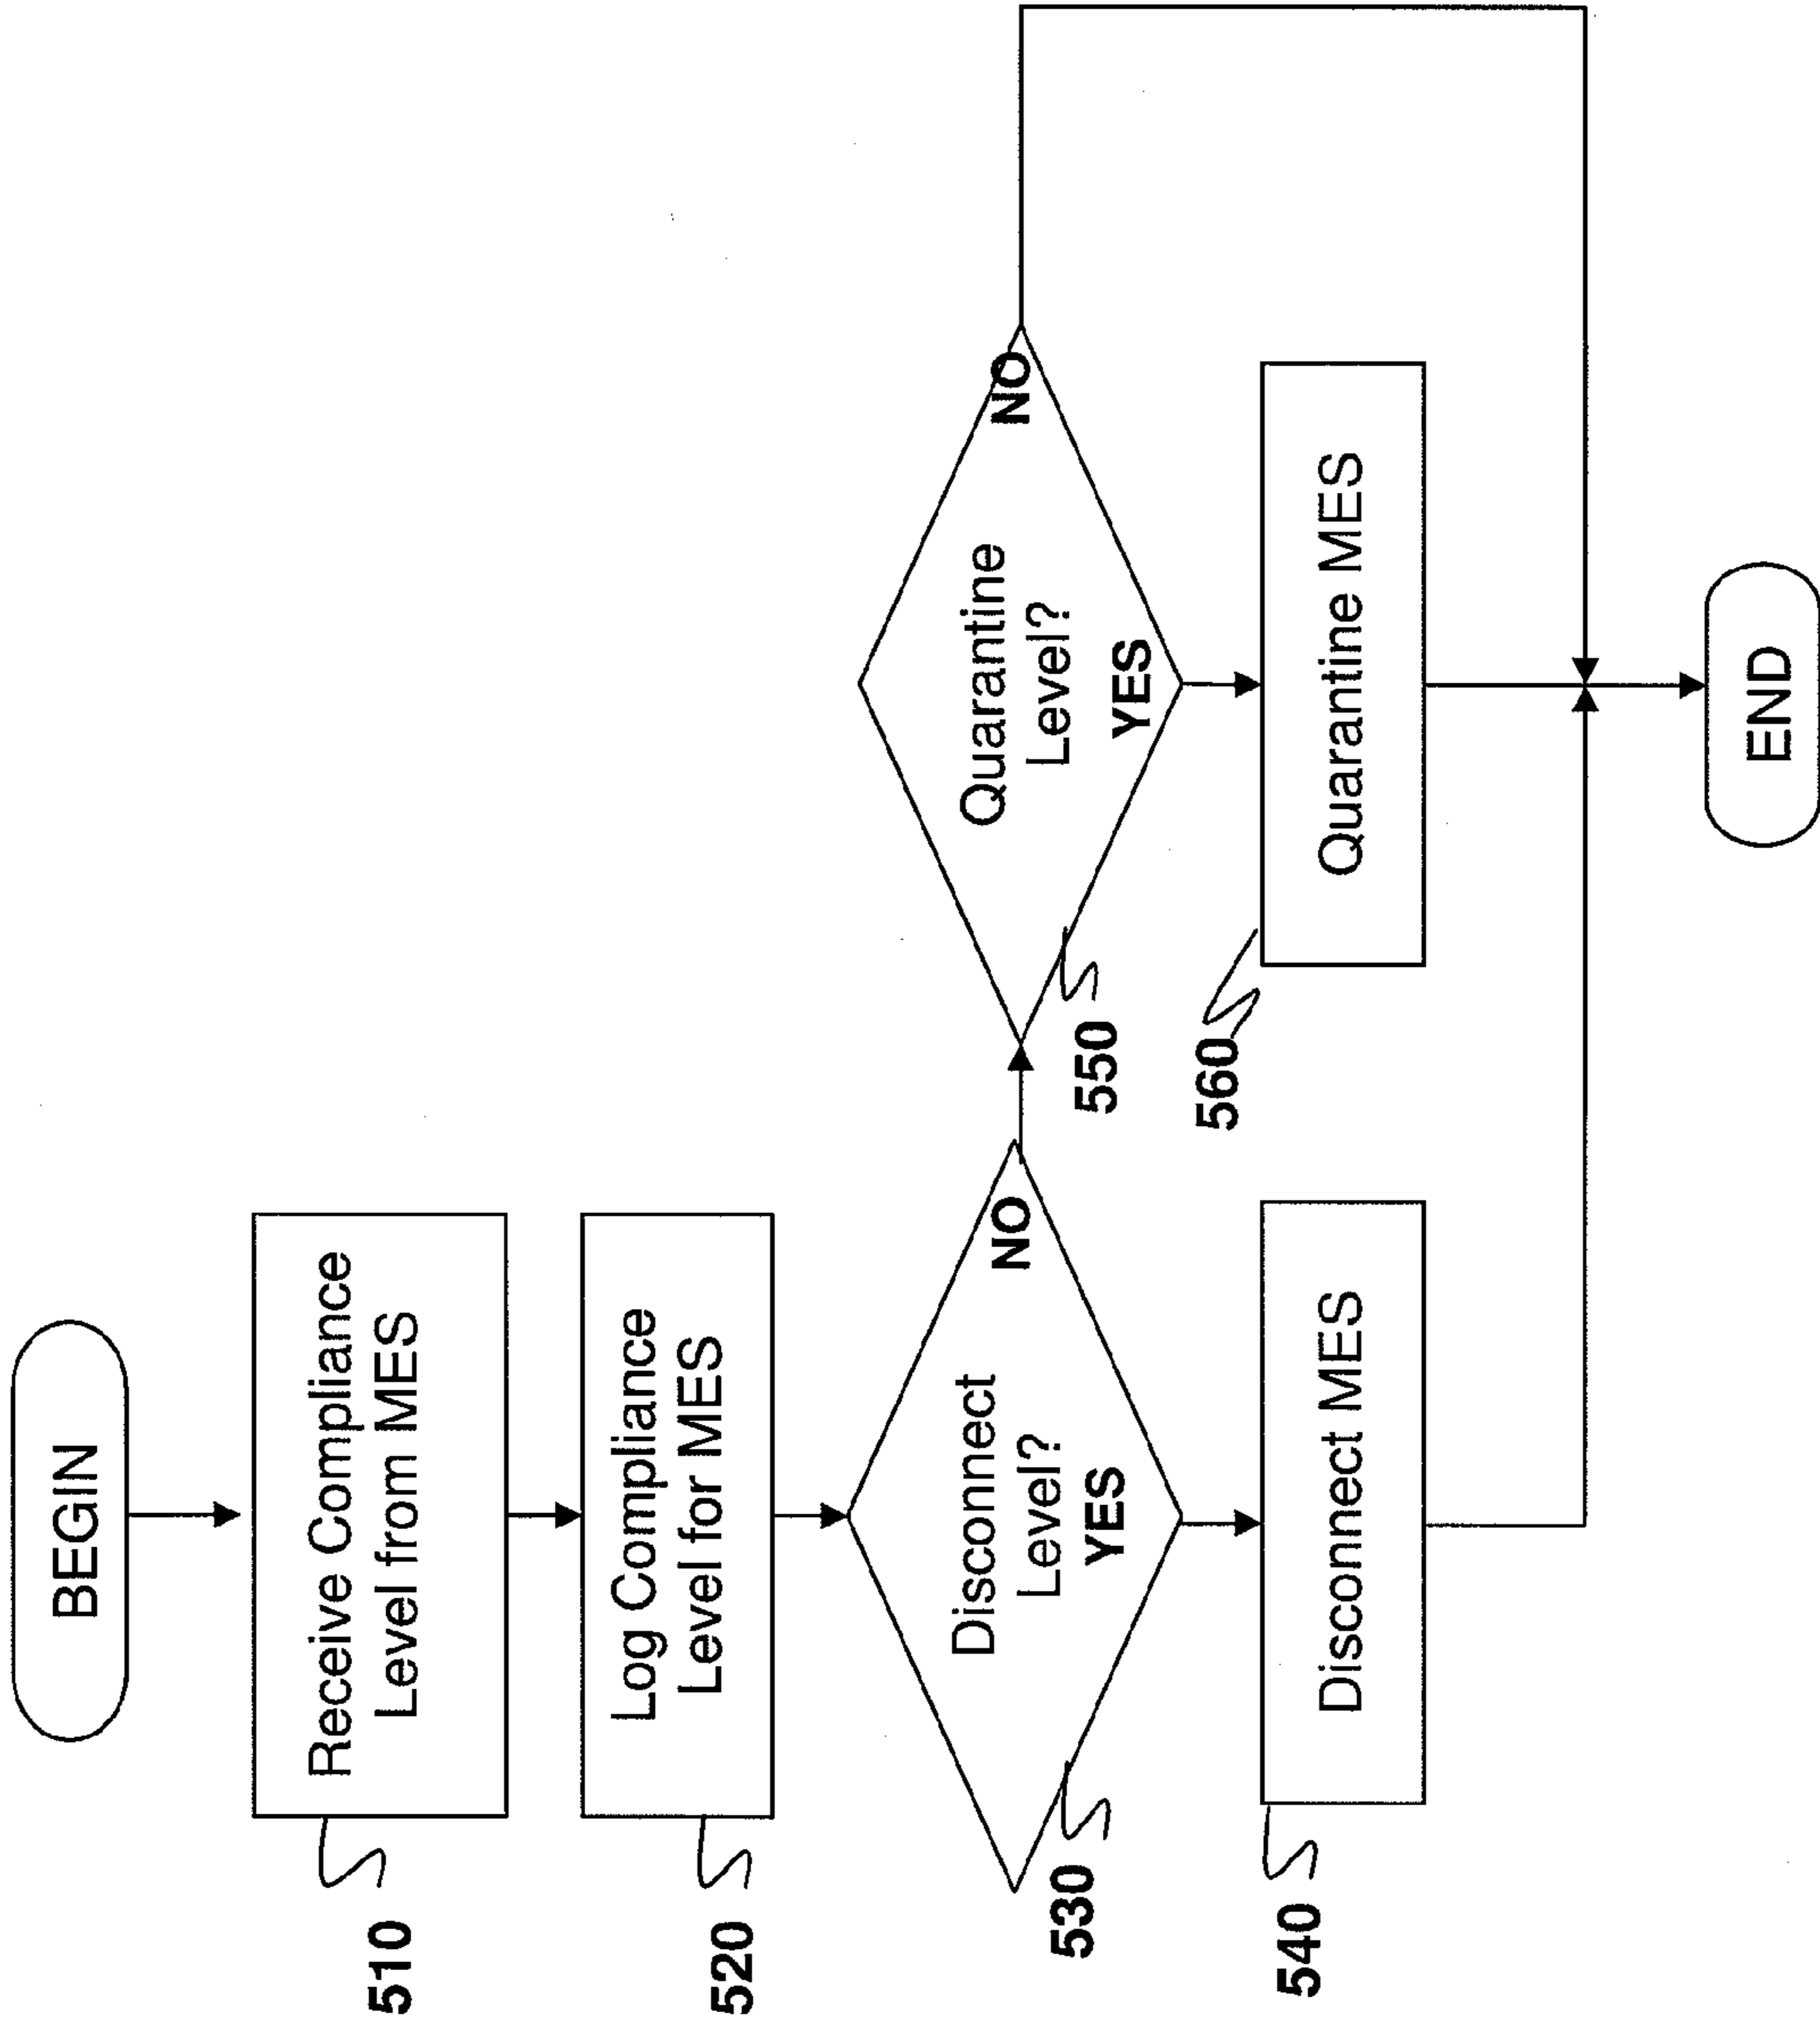 BEGIN
510
Receive Compliance
Level from MES
520
Log Compliance
Level for MES
530
Disconnect
Level?
YES
NO
550
Quarantine
Level?
YES
NO
540
Disconnect MES
560
Quarantine MES
END